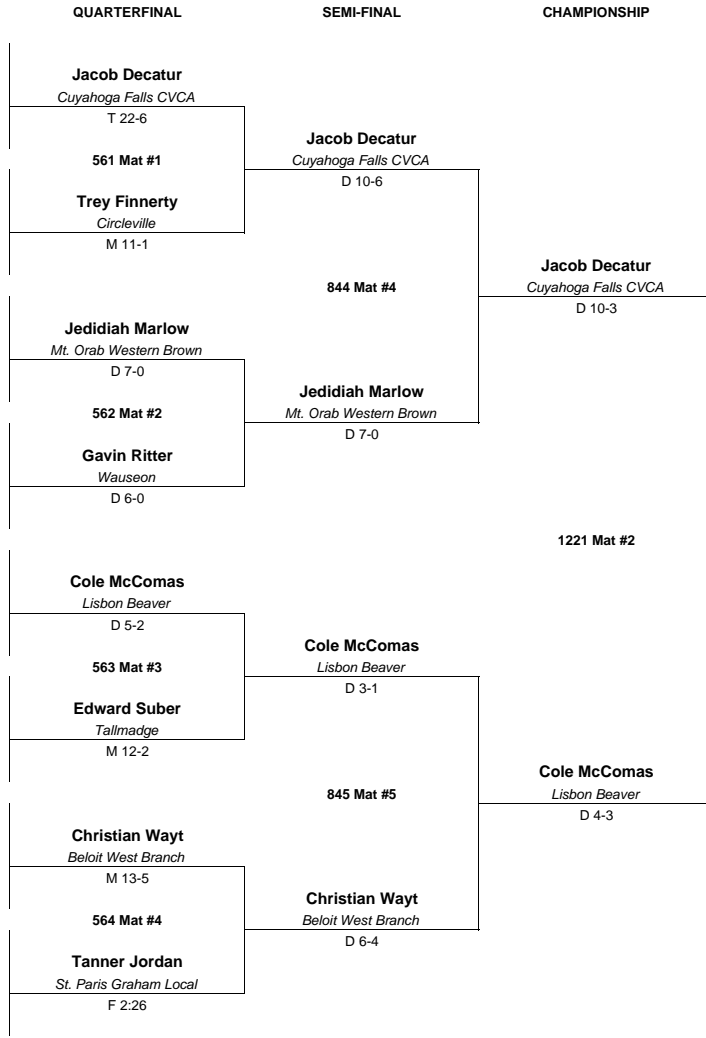 QUARTERFINAL
SEMI-FINAL
CHAMPIONSHIP
Jacob Decatur
Cuyahoga Falls CVCA
T 22-6
561 Mat #1
Trey Finnerty
Circleville
M 11-1
Jedidiah Marlow
Mt. Orab Western Brown
D 7-0
562 Mat #2
Gavin Ritter
Wauseon
D 6-0
Cole McComas
Lisbon Beaver
D 5-2
563 Mat #3
Edward Suber
Tallmadge
M 12-2
Christian Wayt
Beloit West Branch
M 13-5
564 Mat #4
Tanner Jordan
St. Paris Graham Local
F 2:26
Jacob Decatur
Cuyahoga Falls CVCA
D 10-6
844 Mat #4
Jedidiah Marlow
Mt. Orab Western Brown
D 7-0
Cole McComas
Lisbon Beaver
D 3-1
845 Mat #5
Christian Wayt
Beloit West Branch
D 6-4
Jacob Decatur
Cuyahoga Falls CVCA
D 10-3
1221 Mat #2
Cole McComas
Lisbon Beaver
D 4-3